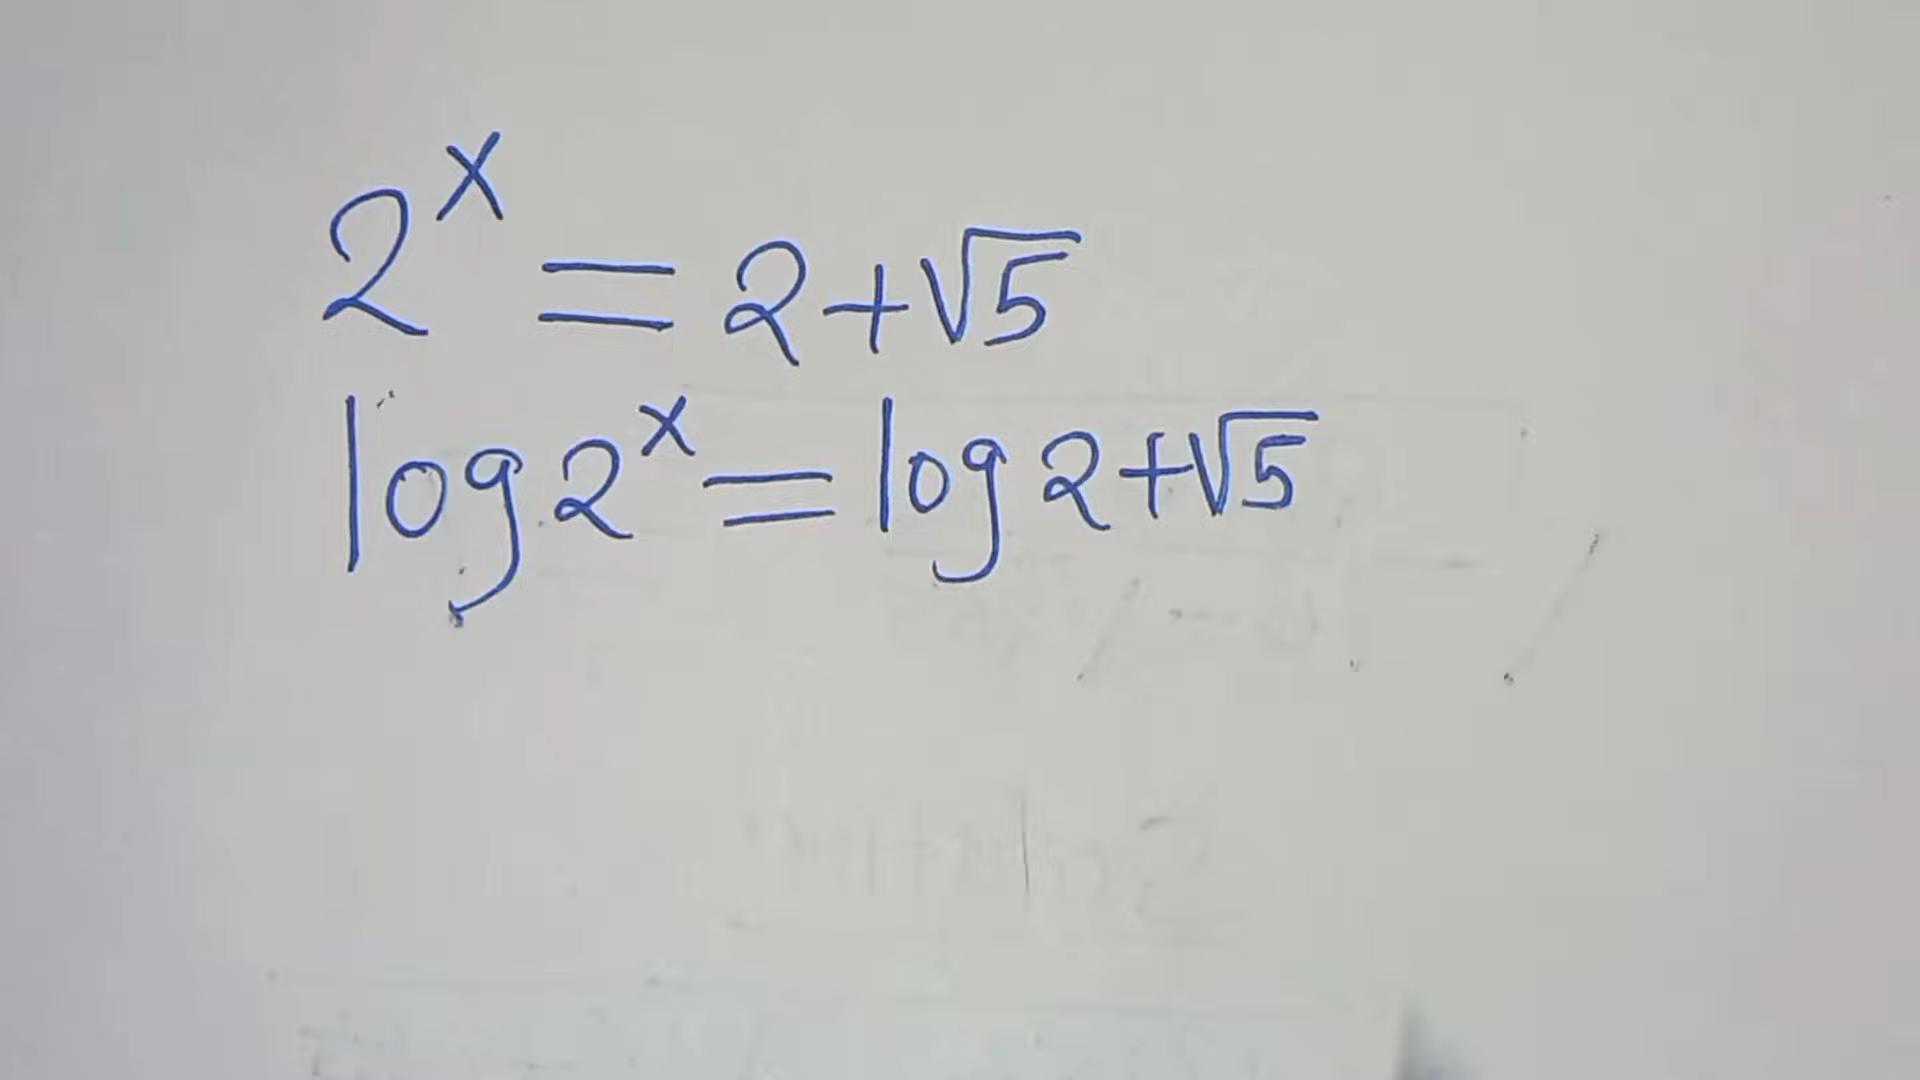 2^x = 2+√5
log 2^x = log 2+√5